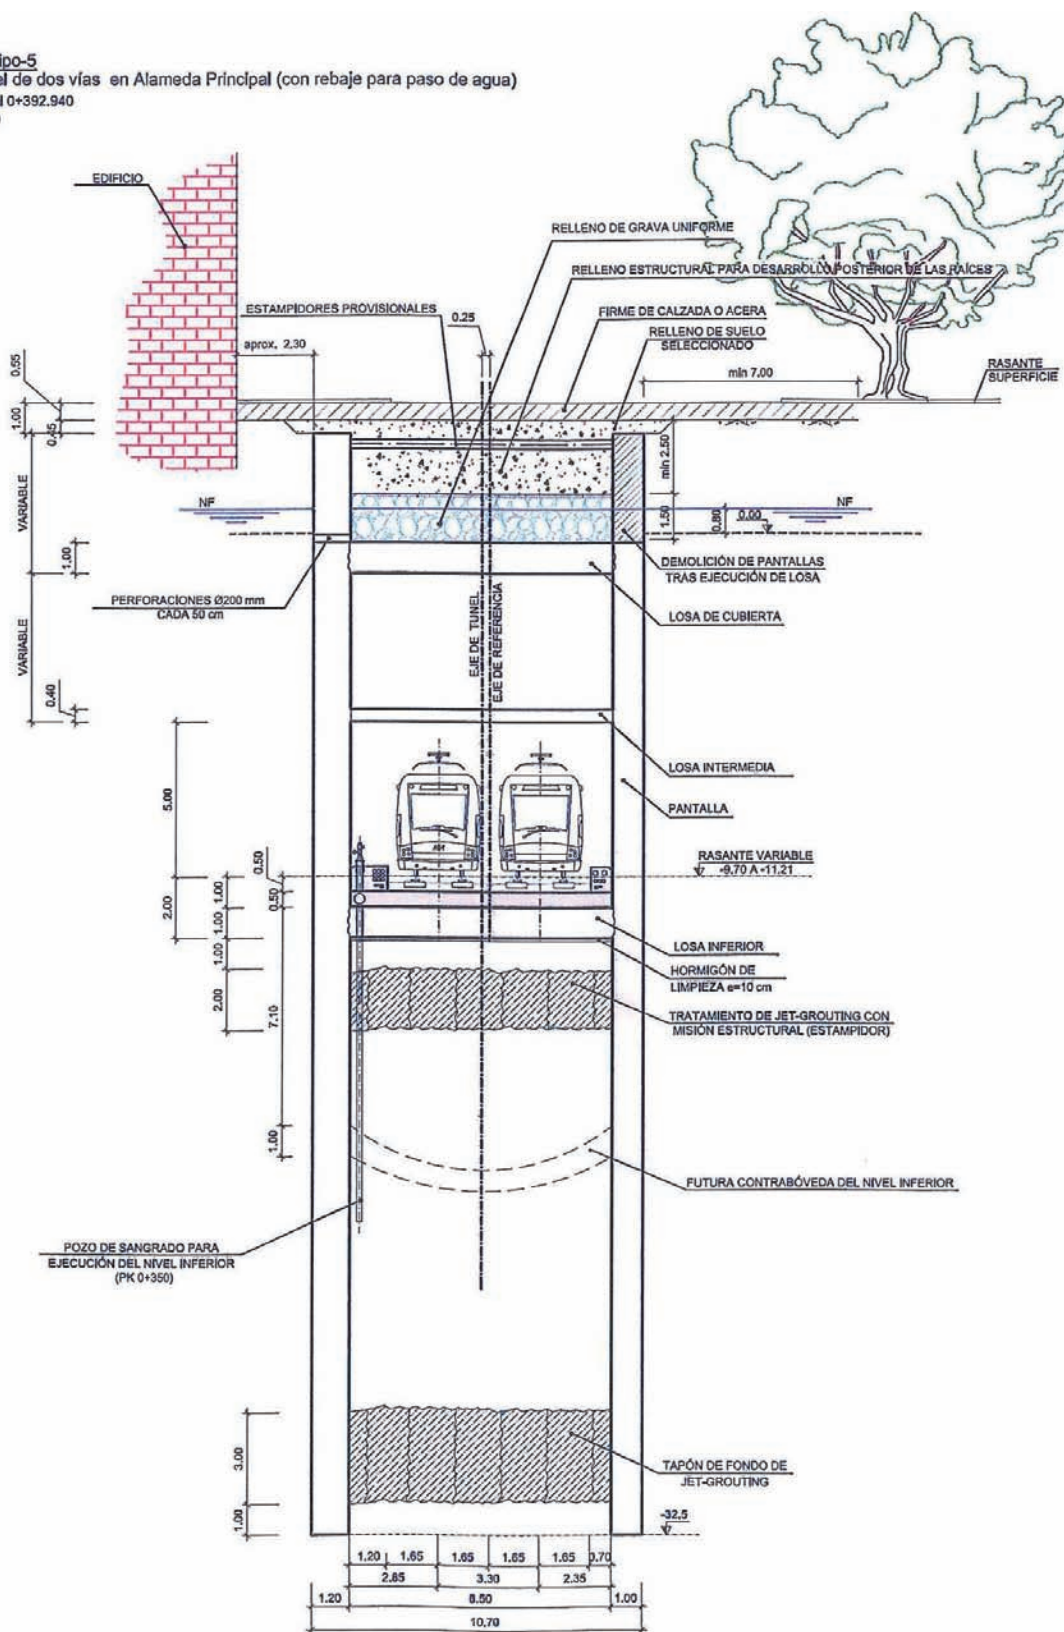 ipo-5
el de dos vías en Alameda Principal (con rebaje para paso de agua)
l 0+392.940
)
EDIFICIO
RELLENO DE GRAVA UNIFORME
RELLENO ESTRUCTURAL PARA DESARROLLO POSTERIOR DE LAS RAÍCES
ESTAMPIDORES PROVISIONALES
0.25
FIRME DE CALZADA O ACERA
aprox. 2,30
RELLENO DE SUELO
SELECCIONADO
min 7.00
RASANTE
SUPERFICIE
0.55
1.00
0.45
min 2.50
VARIABLE
NF
NF
1.50
0.80
0.00
1.00
DEMOLICIÓN DE PANTALLAS
TRAS EJECUCIÓN DE LOSA
PERFORACIONES Ø200 mm
CADA 50 cm
LOSA DE CUBIERTA
VARIABLE
EJE DE TUNEL
EJE DE REFERENCIA
0.40
LOSA INTERMEDIA
5.00
PANTALLA
RASANTE VARIABLE
-9.70 A -11,21
0.50
2.00
1.00
0.50
1.00
LOSA INFERIOR
1.00
HORMIGÓN DE
LIMPIEZA e=10 cm
2.00
7.10
TRATAMIENTO DE JET-GROUTING CON
MISIÓN ESTRUCTURAL (ESTAMPIDOR)
1.00
FUTURA CONTRABÓVEDA DEL NIVEL INFERIOR
POZO DE SANGRADO PARA
EJECUCIÓN DEL NIVEL INFERIOR
(PK 0+350)
3.00
TAPÓN DE FONDO DE
JET-GROUTING
1.00
-32.5
1,20 1,65 1.65 1.65 1.65 0.70
2.85 3.30 2.35
1.20 8.50 1.00
10,70